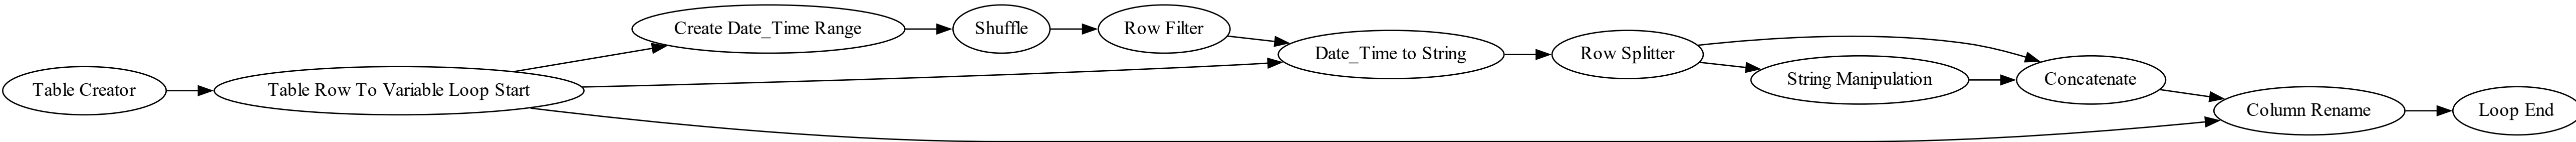 Table Creator
Table Row To Variable Loop Start
Create Date_Time Range
Shuffle
Row Filter
Date_Time to String
Row Splitter
String Manipulation
Concatenate
Column Rename
Loop End